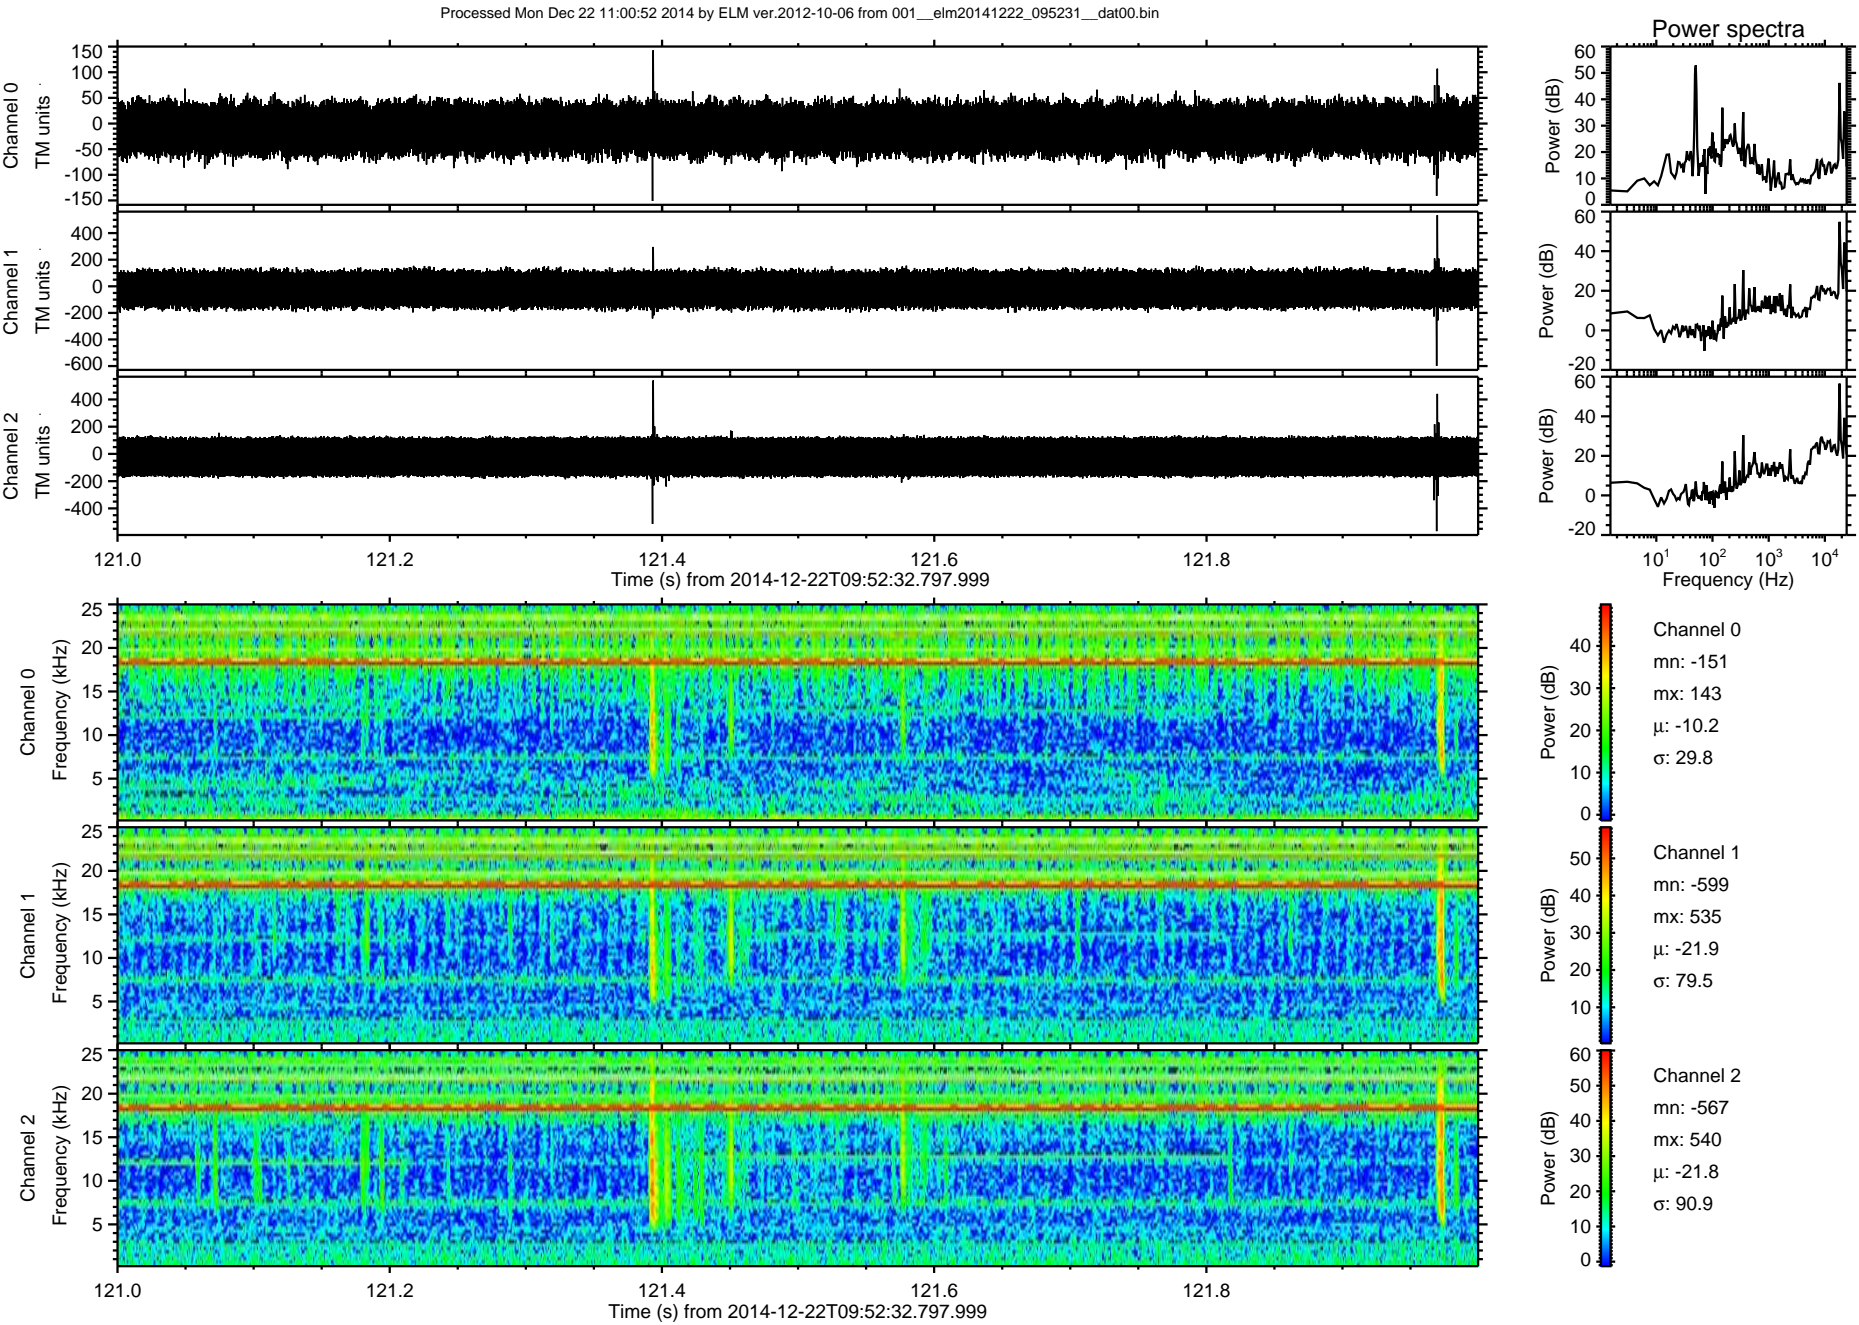 Processed Mon Dec 22 11:00:52 2014 by ELM ver.2012-10-06 from 001__elm20141222_095231__dat00.bin
Power spectra
Channel 0
TM units
150
100
50
0
-50
-100
-150
Power (dB)
60
50
40
30
20
10
0
Channel 1
TM units
400
200
0
-200
-400
-600
Power (dB)
60
40
20
0
-20
Channel 2
TM units
400
200
0
-200
-400
Power (dB)
60
40
20
0
-20
121.0 121.2 121.4 121.6 121.8
Time (s) from 2014-12-22T09:52:32.797.999
10¹ 10² 10³ 10⁴
Frequency (Hz)
Channel 0
Frequency (kHz)
25
20
15
10
5
Power (dB)
40
30
20
10
0
Channel 0
mn: -151
mx: 143
μ: -10.2
σ: 29.8
Channel 1
Frequency (kHz)
25
20
15
10
5
Power (dB)
50
40
30
20
10
Channel 1
mn: -599
mx: 535
μ: -21.9
σ: 79.5
Channel 2
Frequency (kHz)
25
20
15
10
5
Power (dB)
60
50
40
30
20
10
0
Channel 2
mn: -567
mx: 540
μ: -21.8
σ: 90.9
121.0 121.2 121.4 121.6 121.8
Time (s) from 2014-12-22T09:52:32.797.999